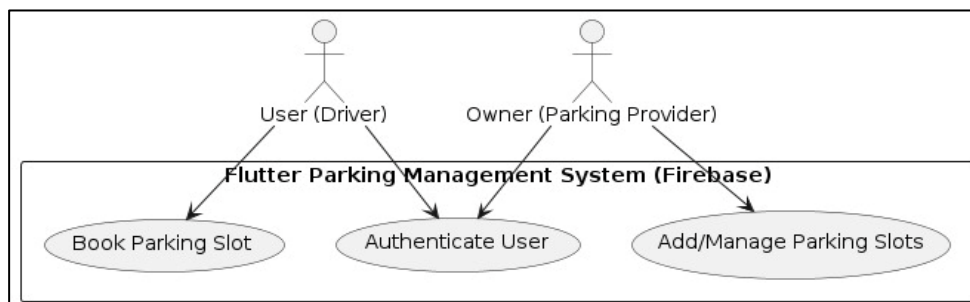 User (Driver)
Owner (Parking Provider)
Flutter Parking Management System (Firebase)
Book Parking Slot
Authenticate User
Add/Manage Parking Slots